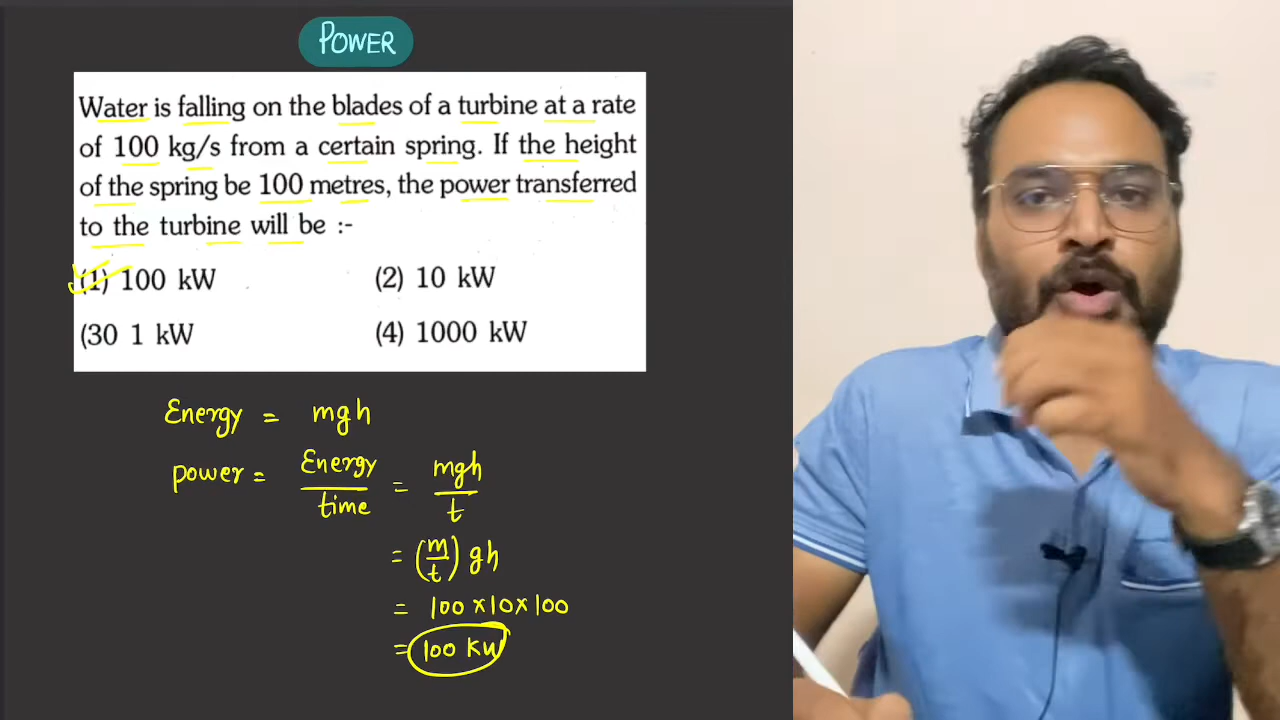 POWER
Water is falling on the blades of a turbine at a rate
of 100 kg/s from a certain spring. If the height
of the spring be 100 metres, the power transferred
to the turbine will be :-
(1) 100 kW (2) 10 kW
(30 1 kW (4) 1000 kW
Energy = mgh
power = Energy/time = mgh/t
= (m/t) gh
= 100 × 10 × 100
= 100 KW